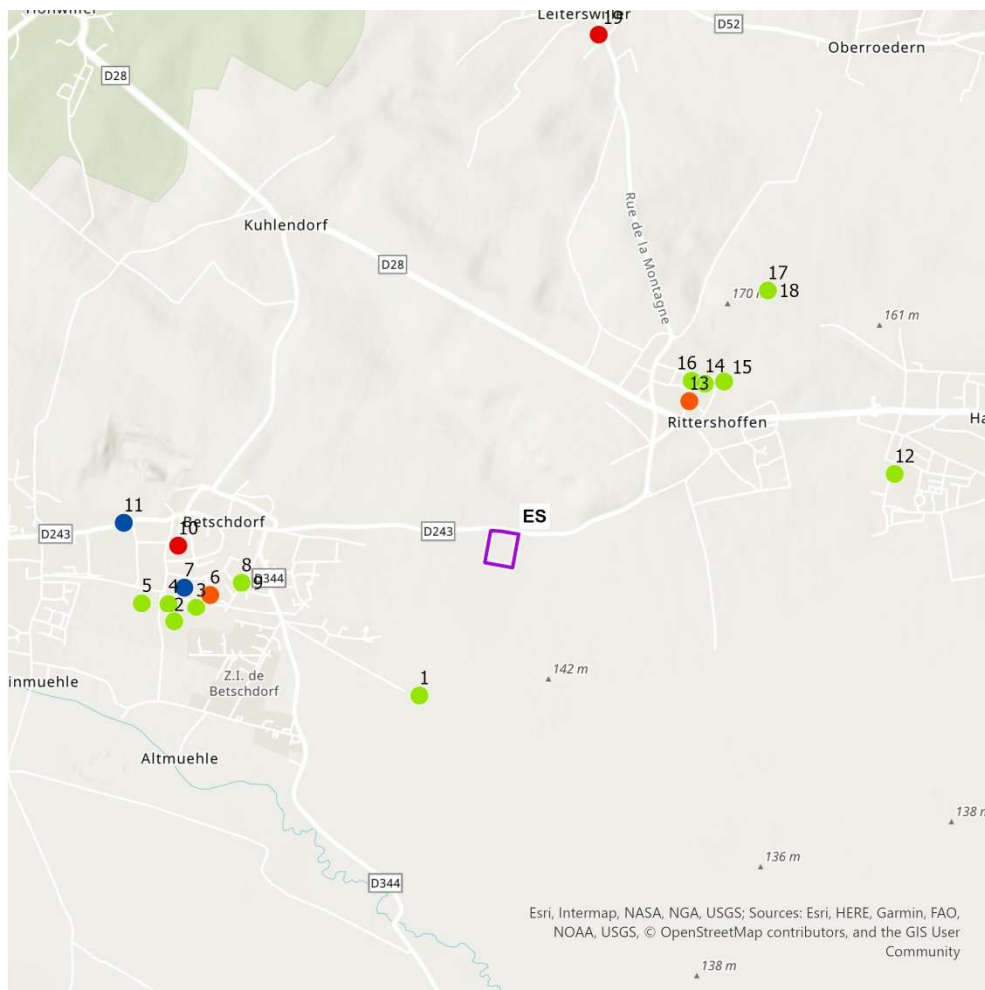 Leiterswiller
19
D52
Oberroedern
D28
Kuhlendorf
D28
Rue de la Montagne
17
18
170 m
161 m
16
14
15
13
Rittershoffen
12
11
Betschdorf
D243
10
D243
ES
5
4
7
3
6
8
9
D344
2
Z.I. de
Betschdorf
1
142 m
inmuehle
Altmuehle
138 m
136 m
D344
Esri, Intermap, NASA, NGA, USGS; Sources: Esri, HERE, Garmin, FAO,
NOAA, USGS, © OpenStreetMap contributors, and the GIS User
Community
138 m